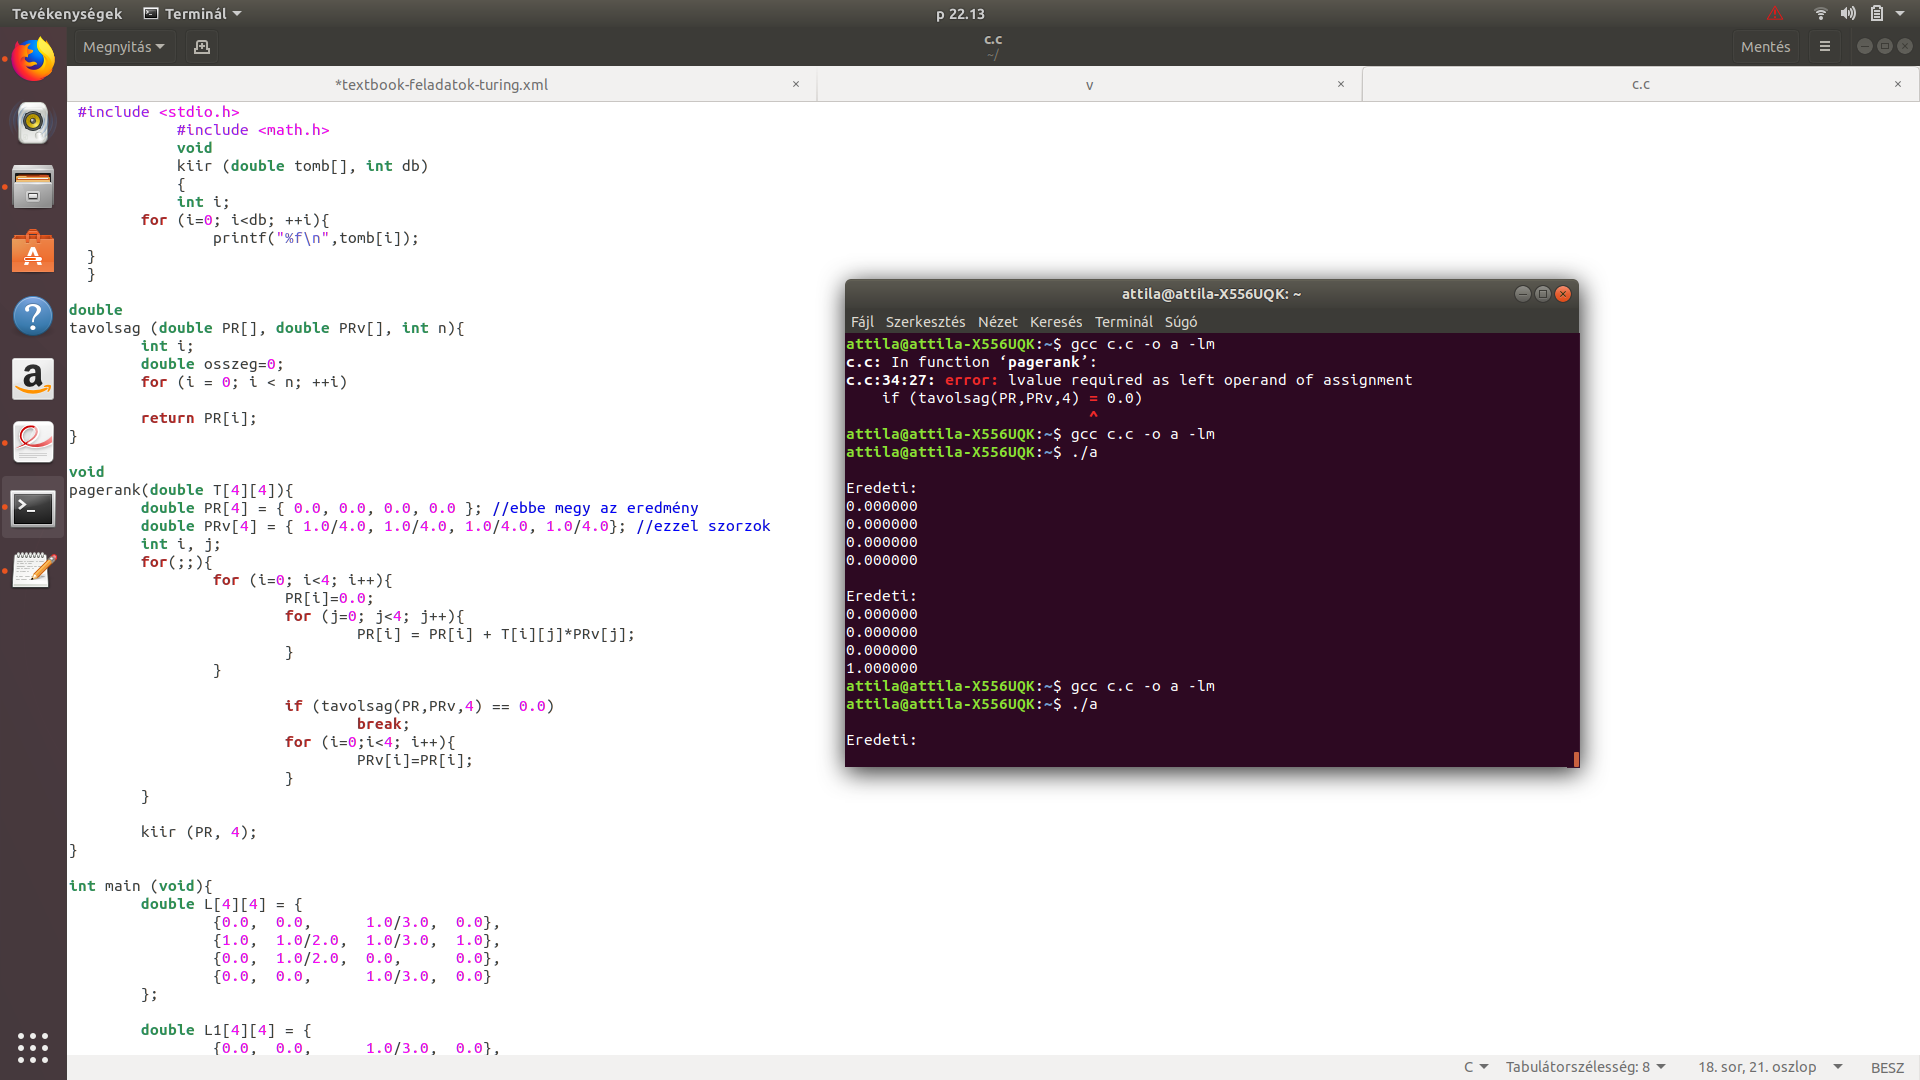 Tevékenységek
Terminál
p 22.13
Megnyitás
c.c
~/
Mentés
*textbook-feladatok-turing.xml
v
c.c
#include <stdio.h>
#include <math.h>
void
kiir (double tomb[], int db)
{
int i;
for (i=0; i<db; ++i){
printf("%f\n",tomb[i]);
}
}
double
tavolsag (double PR[], double PRv[], int n){
int i;
double osszeg=0;
for (i = 0; i < n; ++i)
return PR[i];
}
void
pagerank(double T[4][4]){
double PR[4] = { 0.0, 0.0, 0.0, 0.0 }; //ebbe megy az eredmény
double PRv[4] = { 1.0/4.0, 1.0/4.0, 1.0/4.0, 1.0/4.0}; //ezzel szorzok
int i, j;
for(;;){
for (i=0; i<4; i++){
PR[i]=0.0;
for (j=0; j<4; j++){
PR[i] = PR[i] + T[i][j]*PRv[j];
}
}
if (tavolsag(PR,PRv,4) == 0.0)
break;
for (i=0;i<4; i++){
PRv[i]=PR[i];
}
}
kiir (PR, 4);
}
int main (void){
double L[4][4] = {
{0.0, 0.0, 1.0/3.0, 0.0},
{1.0, 1.0/2.0, 1.0/3.0, 1.0},
{0.0, 1.0/2.0, 0.0, 0.0},
{0.0, 0.0, 1.0/3.0, 0.0}
};
double L1[4][4] = {
{0.0, 0.0, 1.0/3.0, 0.0},
attila@attila-X556UQK: ~
Fájl Szerkesztés Nézet Keresés Terminál Súgó
attila@attila-X556UQK:~$ gcc c.c -o a -lm
c.c: In function ‘pagerank’:
c.c:34:27: error: lvalue required as left operand of assignment
if (tavolsag(PR,PRv,4) = 0.0)
^
attila@attila-X556UQK:~$ gcc c.c -o a -lm
attila@attila-X556UQK:~$ ./a
Eredeti:
0.000000
0.000000
0.000000
0.000000
Eredeti:
0.000000
0.000000
0.000000
1.000000
attila@attila-X556UQK:~$ gcc c.c -o a -lm
attila@attila-X556UQK:~$ ./a
Eredeti:
C
Tabulátorszélesség: 8
18. sor, 21. oszlop
BESZ